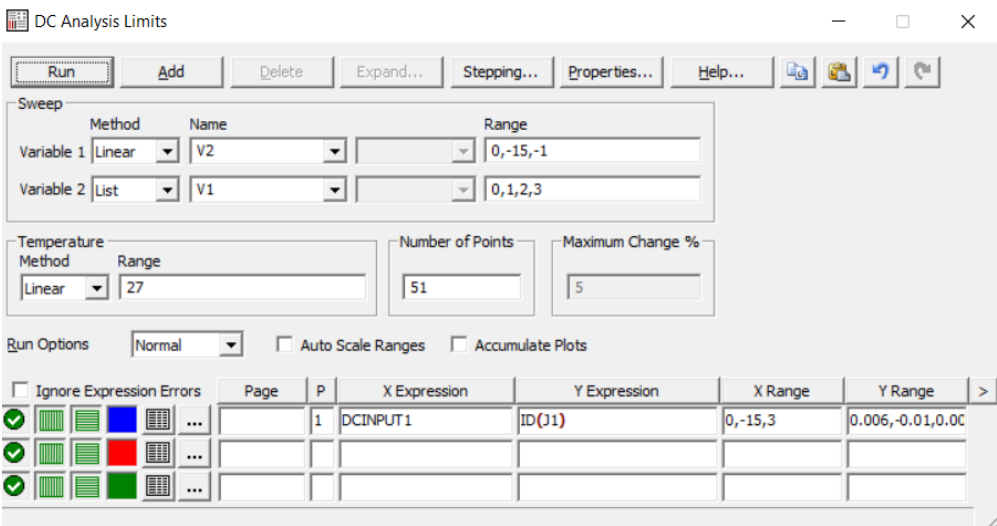 DC Analysis Limits
Run Add Delete Expand... Stepping... Properties... Help...
Sweep
Method Name Range
Variable 1 Linear V2 0,-15,-1
Variable 2 List V1 0,1,2,3
Temperature Number of Points Maximum Change %
Method Range
Linear 27 51 5
Run Options Normal Auto Scale Ranges Accumulate Plots
Ignore Expression Errors Page P X Expression Y Expression X Range Y Range >
... 1 DCINPUT1 ID(J1) 0,-15,3 0.006,-0.01,0.00
...
...